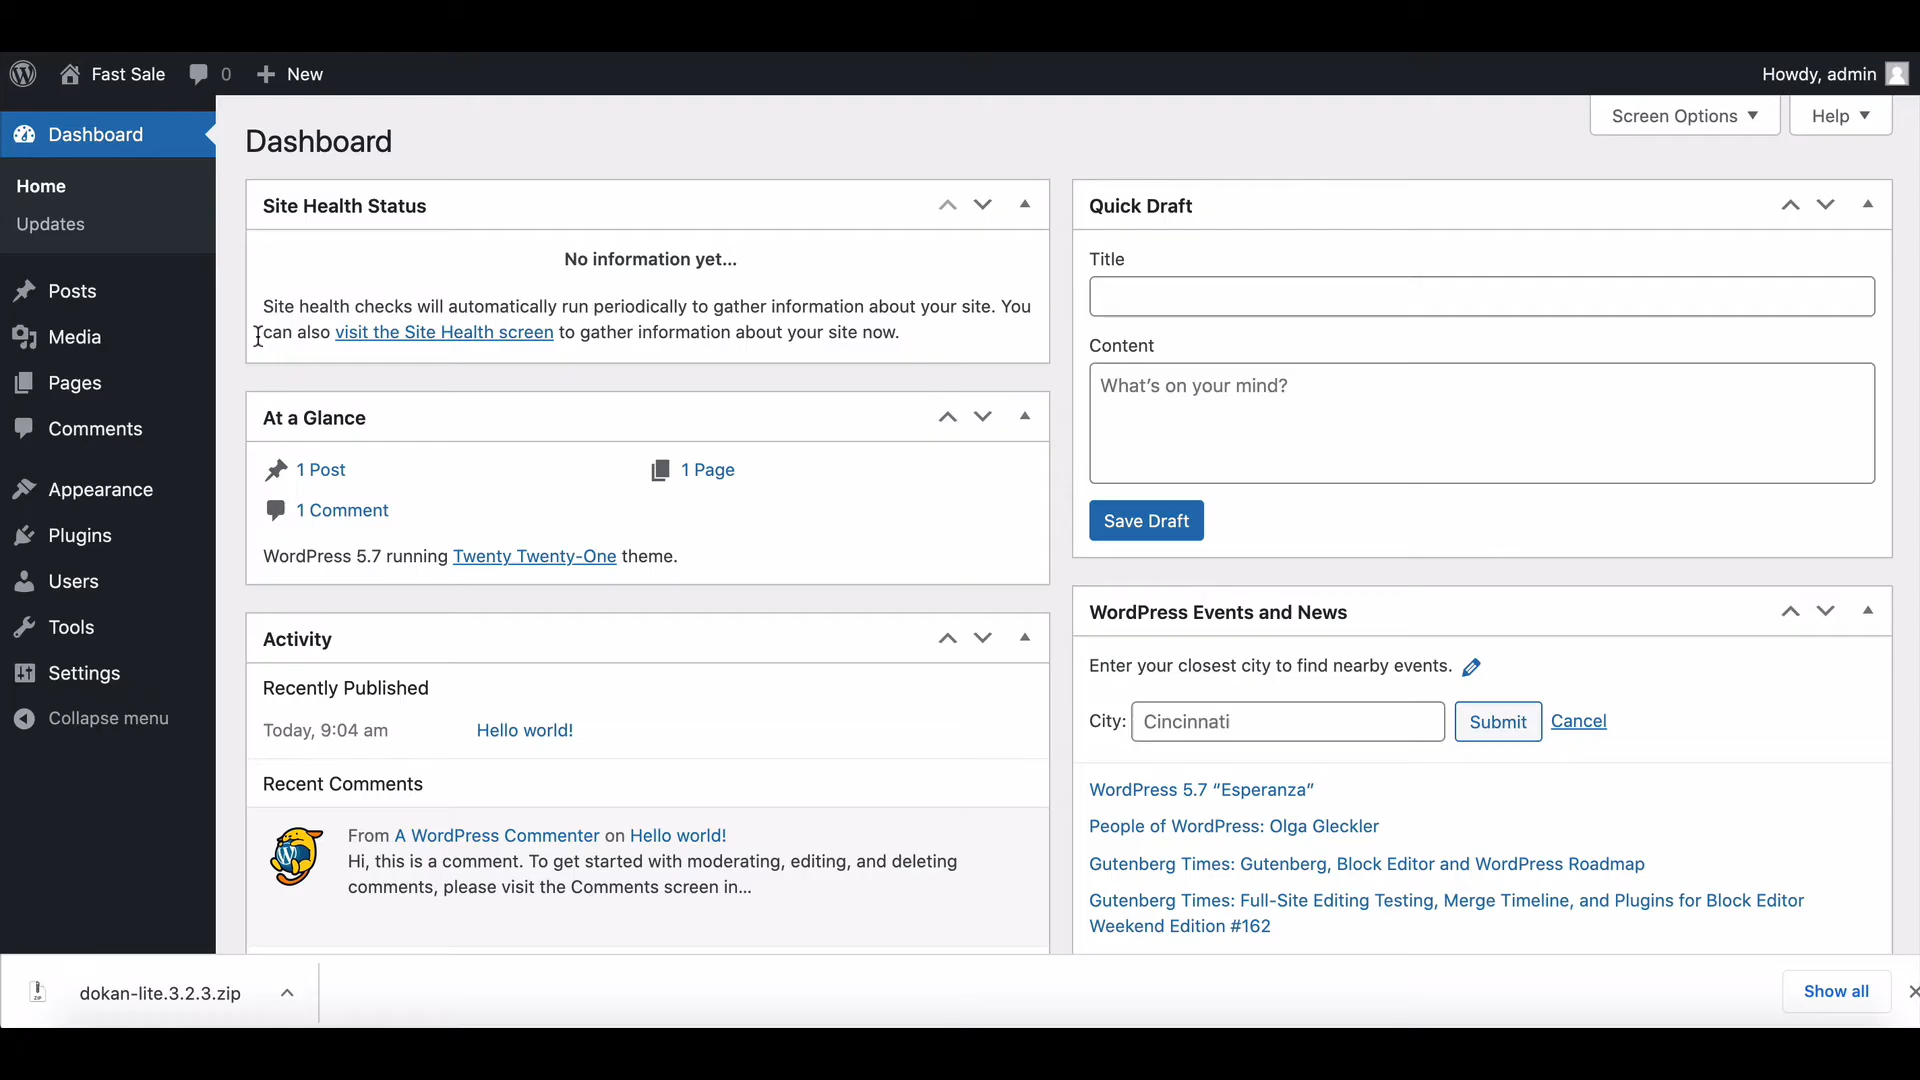 Fast Sale 0 New Howdy, admin
Dashboard
Home
Updates
Posts
Media
Pages
Comments
Appearance
Plugins
Users
Tools
Settings
Collapse menu
Screen Options Help
Dashboard
Site Health Status
No information yet...
Site health checks will automatically run periodically to gather information about your site. You
can also visit the Site Health screen to gather information about your site now.
At a Glance
1 Post 1 Page
1 Comment
WordPress 5.7 running Twenty Twenty-One theme.
Activity
Recently Published
Today, 9:04 am Hello world!
Recent Comments
From A WordPress Commenter on Hello world!
Hi, this is a comment. To get started with moderating, editing, and deleting
comments, please visit the Comments screen in...
Quick Draft
Title
Content
What's on your mind?
Save Draft
WordPress Events and News
Enter your closest city to find nearby events.
City: Cincinnati Submit Cancel
WordPress 5.7 “Esperanza”
People of WordPress: Olga Gleckler
Gutenberg Times: Gutenberg, Block Editor and WordPress Roadmap
Gutenberg Times: Full-Site Editing Testing, Merge Timeline, and Plugins for Block Editor
Weekend Edition #162
dokan-lite.3.2.3.zip Show all